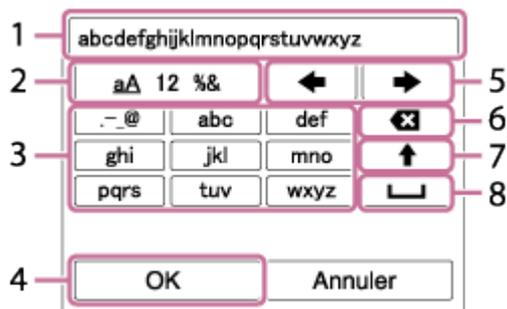 1 abcdefghijklmnopqrstuvwxyz
2 aA 12 %& 5
.-_@ abc def 6
3 ghi jkl mno 7
pqrs tuv wxyz 8
4 OK Annuler